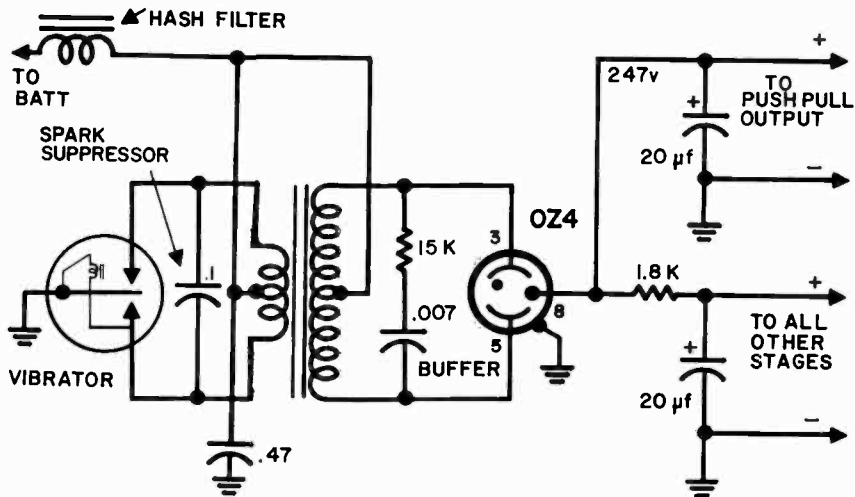 HASH FILTER
TO
BATT
SPARK
SUPPRESSOR
VIBRATOR
.1
.47
15 K
.007
BUFFER
OZ4
3
8
5
247v
+
TO
PUSH PULL
OUTPUT
+
20 µf
−
1.8 K
+
TO ALL
OTHER
STAGES
+
20 µf
−